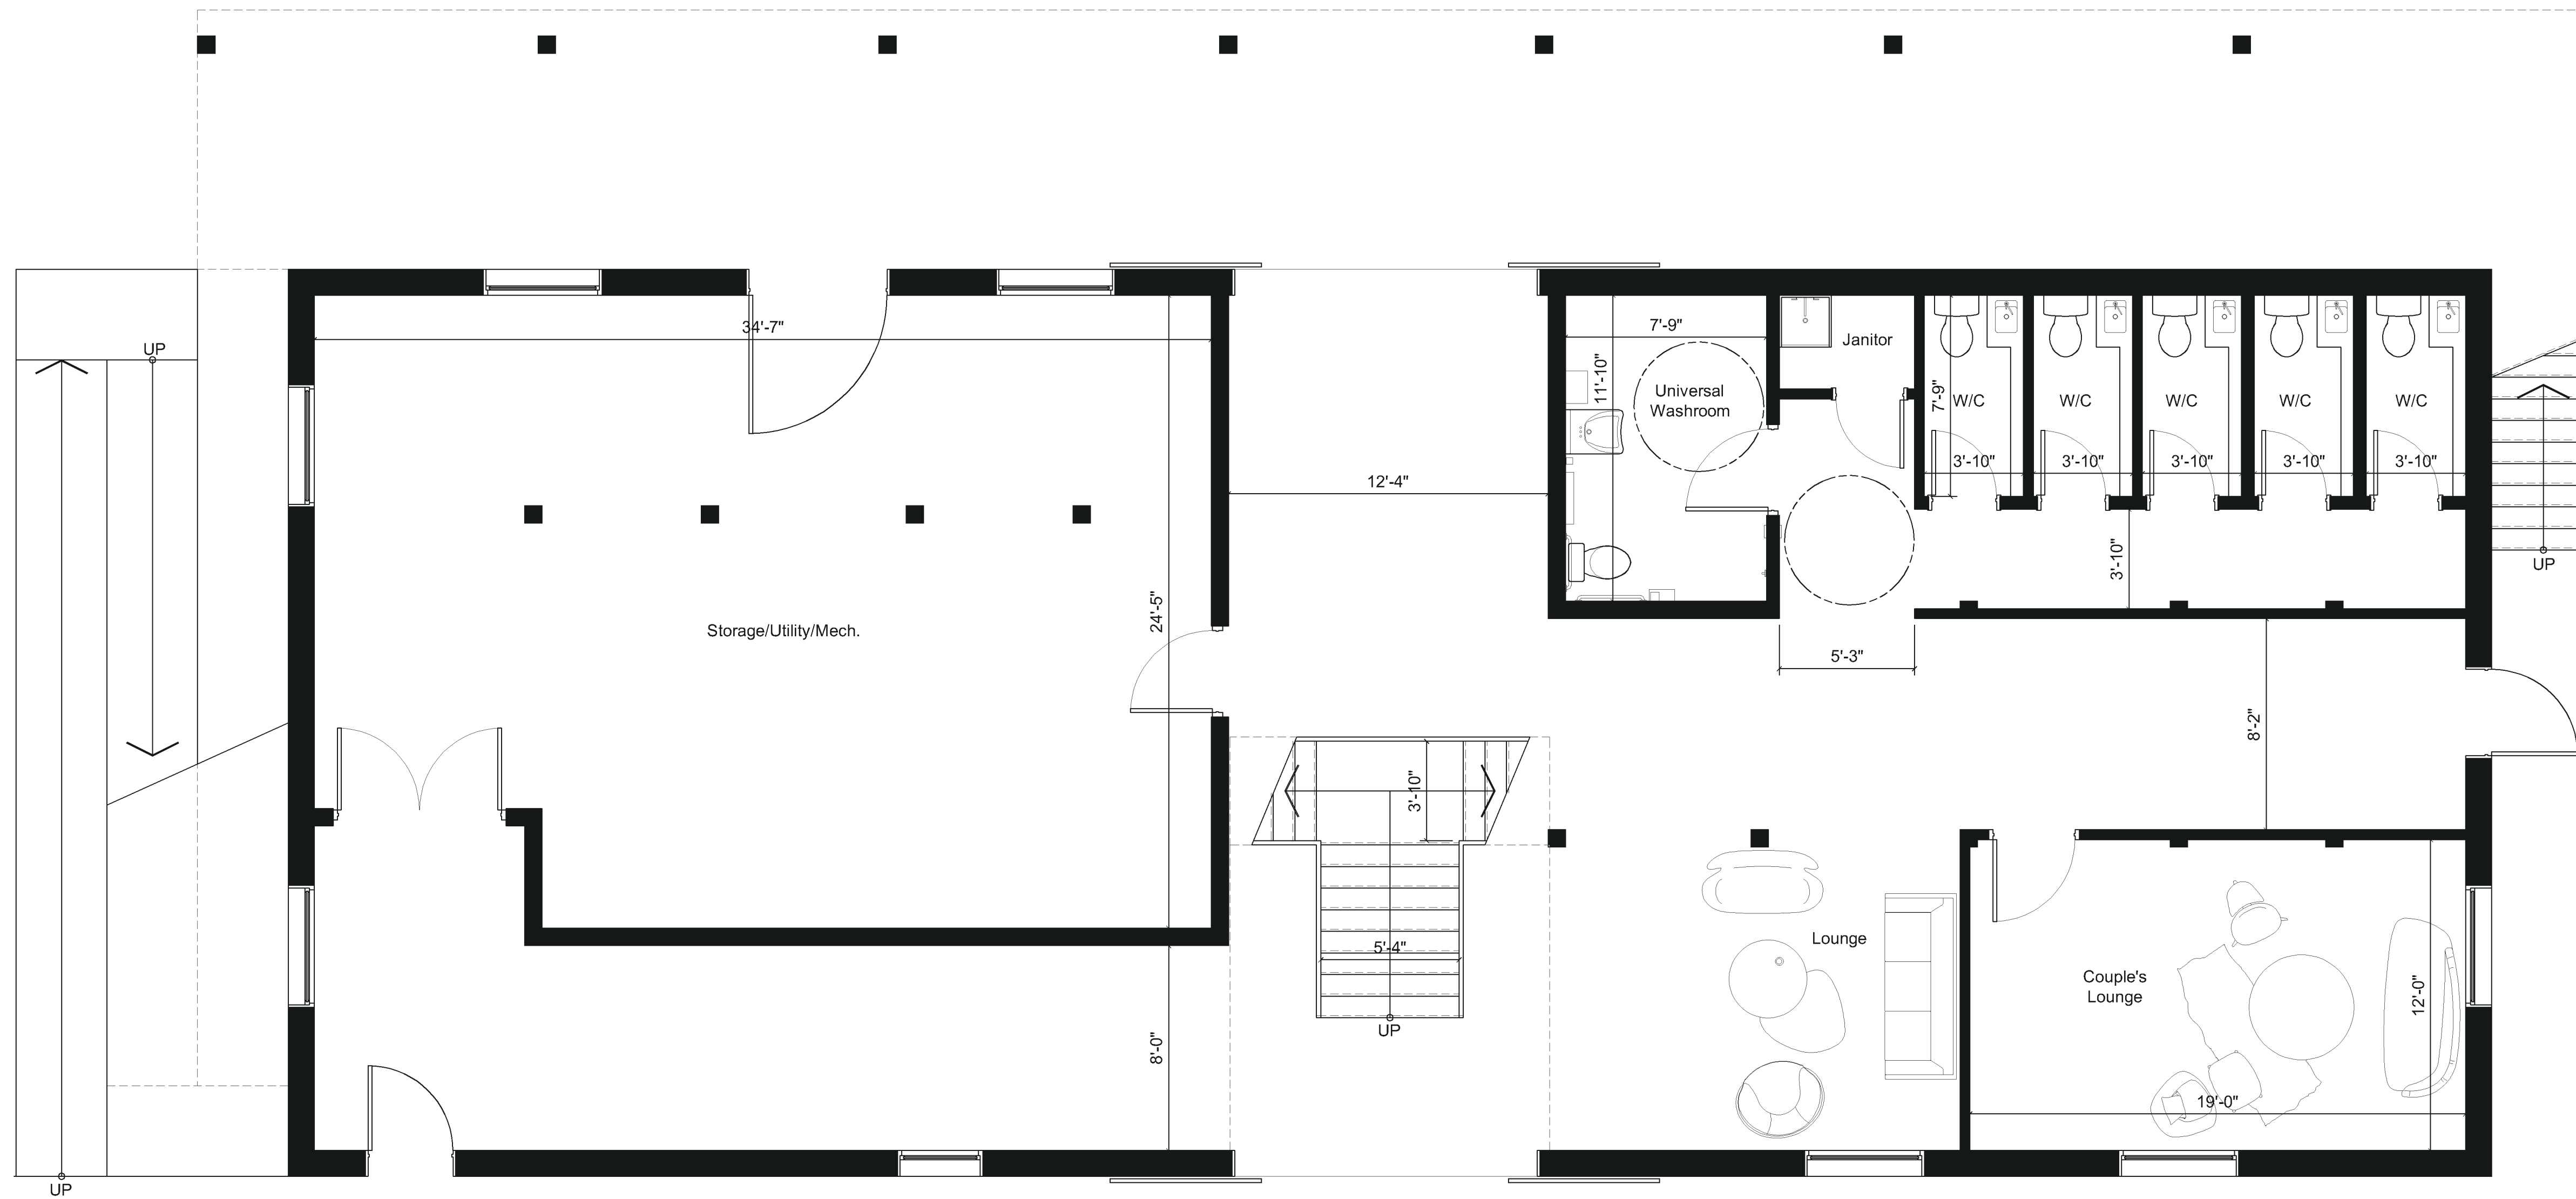 34'-7"
7'-9"
Janitor
UP
11'-10"
Universal
Washroom
7'-9"
W/C
W/C
W/C
W/C
W/C
3'-10"
3'-10"
3'-10"
3'-10"
3'-10"
12'-4"
3'-10"
UP
24'-5"
Storage/Utility/Mech.
5'-3"
8'-2"
3'-10"
Lounge
5'-4"
Couple's
Lounge
12'-0"
UP
8'-0"
19'-0"
UP